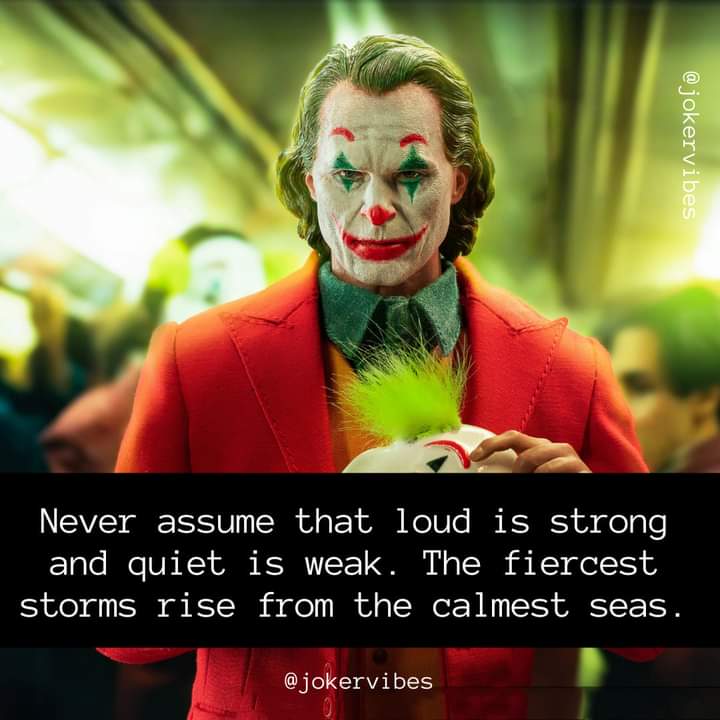 @jokervibes
Never assume that loud is strong
and quiet is weak. The fiercest
storms rise from the calmest seas.
@jokervibes